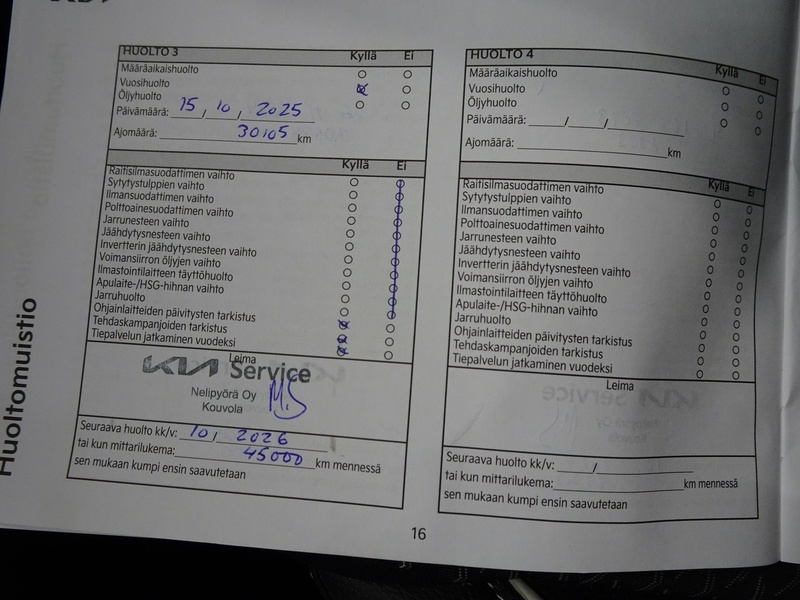 Huoltomuistio
HUOLTO 3
Kyllä Ei
Määräaikaishuolto
Vuosihuolto
Öljyhuolto
Päivämäärä: 15 / 10 / 2025
Ajomäärä: 30105 km
Kyllä Ei
Raitisilmasuodattimen vaihto
Sytytystulppien vaihto
Ilmansuodattimen vaihto
Polttoainesuodattimen vaihto
Jarrunesteen vaihto
Jäähdytysnesteen vaihto
Invertterin jäähdytysnesteen vaihto
Voimansiirron öljyjen vaihto
Ilmastointilaitteen täyttöhuolto
Apulaite-/HSG-hihnan vaihto
Jarruhuolto
Ohjainlaitteiden päivitysten tarkistus
Tehdaskampanjoiden tarkistus
Tiepalvelun jatkaminen vuodeksi
Leima
KIA Service
Nelipyörä Oy
Kouvola
MS
Seuraava huolto kk/v: 10 / 2026
tai kun mittarilukema: 45000 km mennessä
sen mukaan kumpi ensin saavutetaan
HUOLTO 4
Kyllä Ei
Määräaikaishuolto
Vuosihuolto
Öljyhuolto
Päivämäärä: / /
Ajomäärä: km
Kyllä Ei
Raitisilmasuodattimen vaihto
Sytytystulppien vaihto
Ilmansuodattimen vaihto
Polttoainesuodattimen vaihto
Jarrunesteen vaihto
Jäähdytysnesteen vaihto
Invertterin jäähdytysnesteen vaihto
Voimansiirron öljyjen vaihto
Ilmastointilaitteen täyttöhuolto
Apulaite-/HSG-hihnan vaihto
Jarruhuolto
Ohjainlaitteiden päivitysten tarkistus
Tehdaskampanjoiden tarkistus
Tiepalvelun jatkaminen vuodeksi
Leima
Seuraava huolto kk/v: /
tai kun mittarilukema: km mennessä
sen mukaan kumpi ensin saavutetaan
16